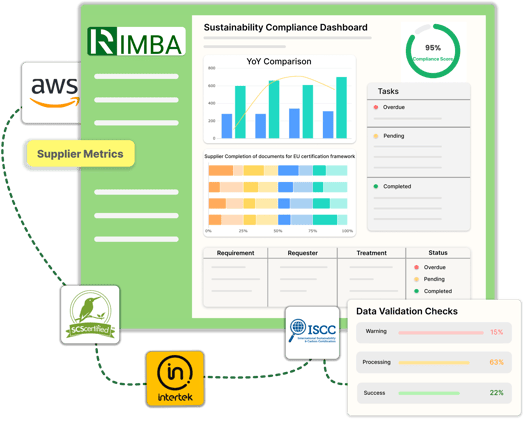 RIMBA
Sustainability Compliance Dashboard
95%
Compliance Score
aws
Supplier Metrics
YoY Comparison
800
600
400
200
0
Tasks
Overdue
Pending
Completed
Supplier Completion of documents for EU certification framework
0%
25%
50%
75%
100%
Requirement
Requester
Treatment
Status
Overdue
Pending
Completed
SCScertified
intertek
ISCC
International Sustainability
& Carbon Certification
Data Validation Checks
Warning
15%
Processing
63%
Success
22%